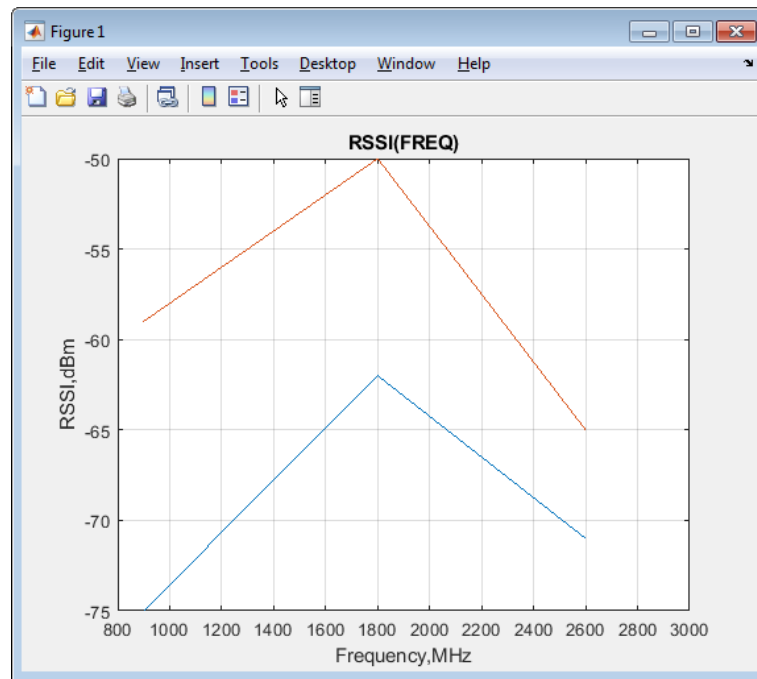 Figure 1
File Edit View Insert Tools Desktop Window Help
RSSI(FREQ)
-50
-55
-60
-65
-70
-75
RSSI,dBm
800 1000 1200 1400 1600 1800 2000 2200 2400 2600 2800 3000
Frequency,MHz